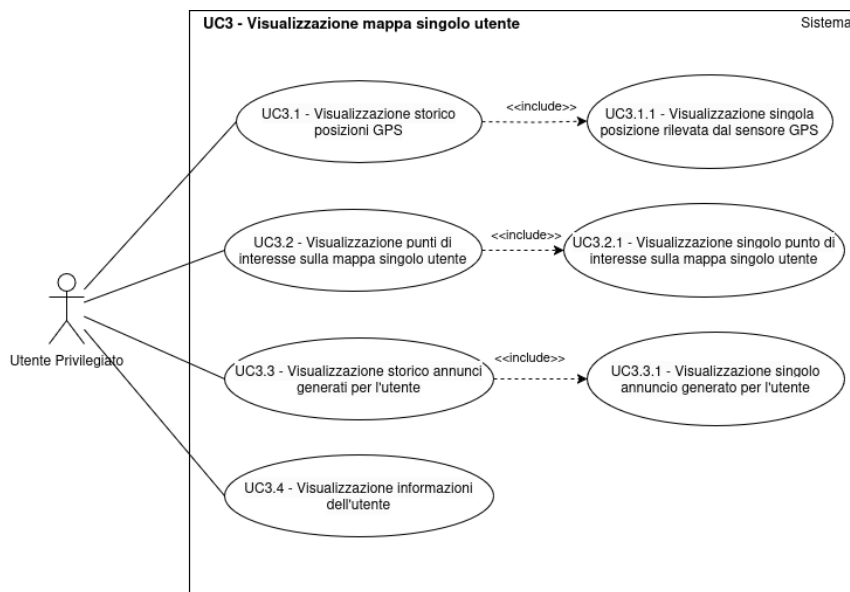 UC3 - Visualizzazione mappa singolo utente
Sistema
UC3.1 - Visualizzazione storico
posizioni GPS
<<include>>
UC3.1.1 - Visualizzazione singola
posizione rilevata dal sensore GPS
UC3.2 - Visualizzazione punti di
interesse sulla mappa singolo utente
<<include>>
UC3.2.1 - Visualizzazione singolo punto di
interesse sulla mappa singolo utente
Utente Privilegiato
UC3.3 - Visualizzazione storico annunci
generati per l'utente
<<include>>
UC3.3.1 - Visualizzazione singolo
annuncio generato per l'utente
UC3.4 - Visualizzazione informazioni
dell'utente